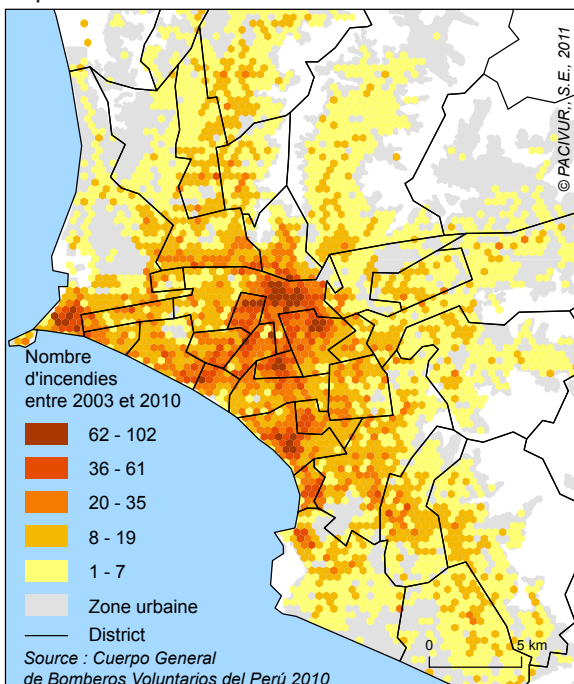 © PACIVUR,, S.E., 2011
Nombre
d'incendies
entre 2003 et 2010
62 - 102
36 - 61
20 - 35
8 - 19
1 - 7
Zone urbaine
District
0 5 km
Source : Cuerpo General
de Bomberos Voluntarios del Perú 2010